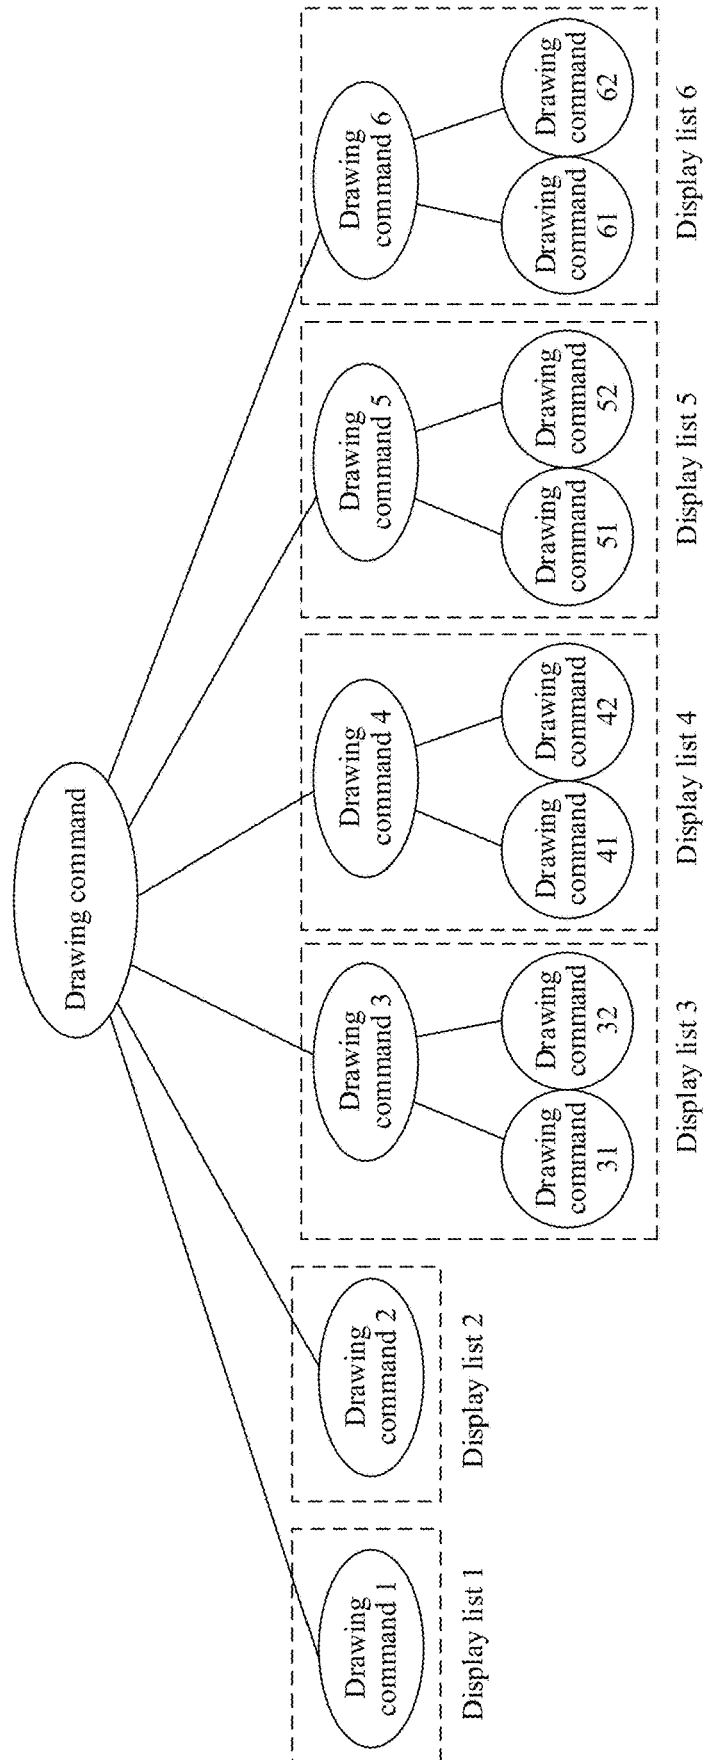 Drawing command
Drawing
command 1
Display list 1
Drawing
command 2
Display list 2
Drawing
command 3
Drawing
command
31
Drawing
command
32
Display list 3
Drawing
command 4
Drawing
command
41
Drawing
command
42
Display list 4
Drawing
command 5
Drawing
command
51
Drawing
command
52
Display list 5
Drawing
command 6
Drawing
command
61
Drawing
command
62
Display list 6